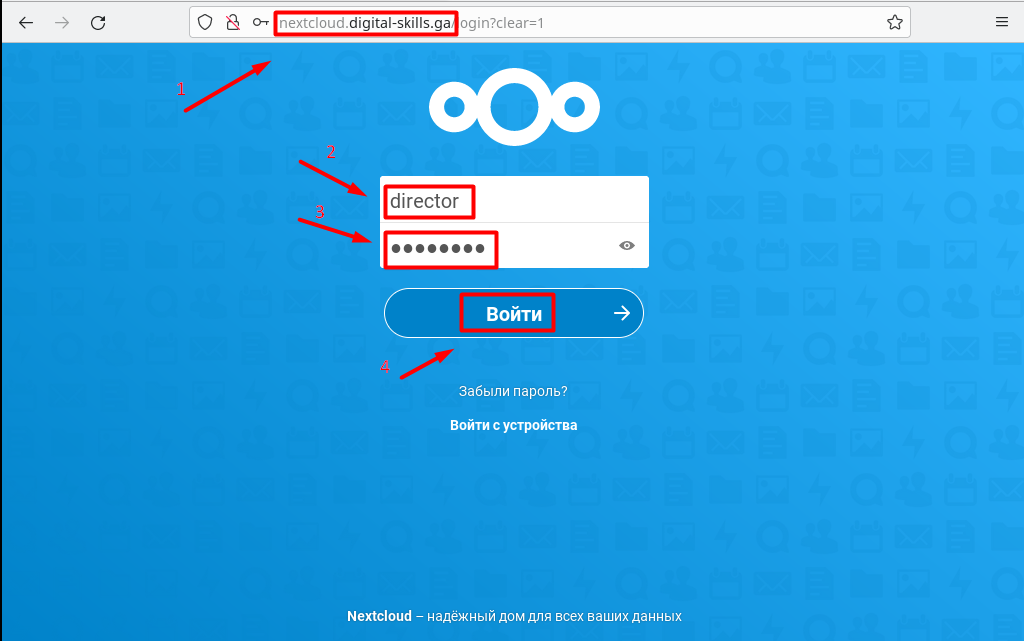 nextcloud.digital-skills.ga/login?clear=1
1
2
director
3
••••••••
Войти
4
Забыли пароль?
Войти с устройства
Nextcloud – надёжный дом для всех ваших данных